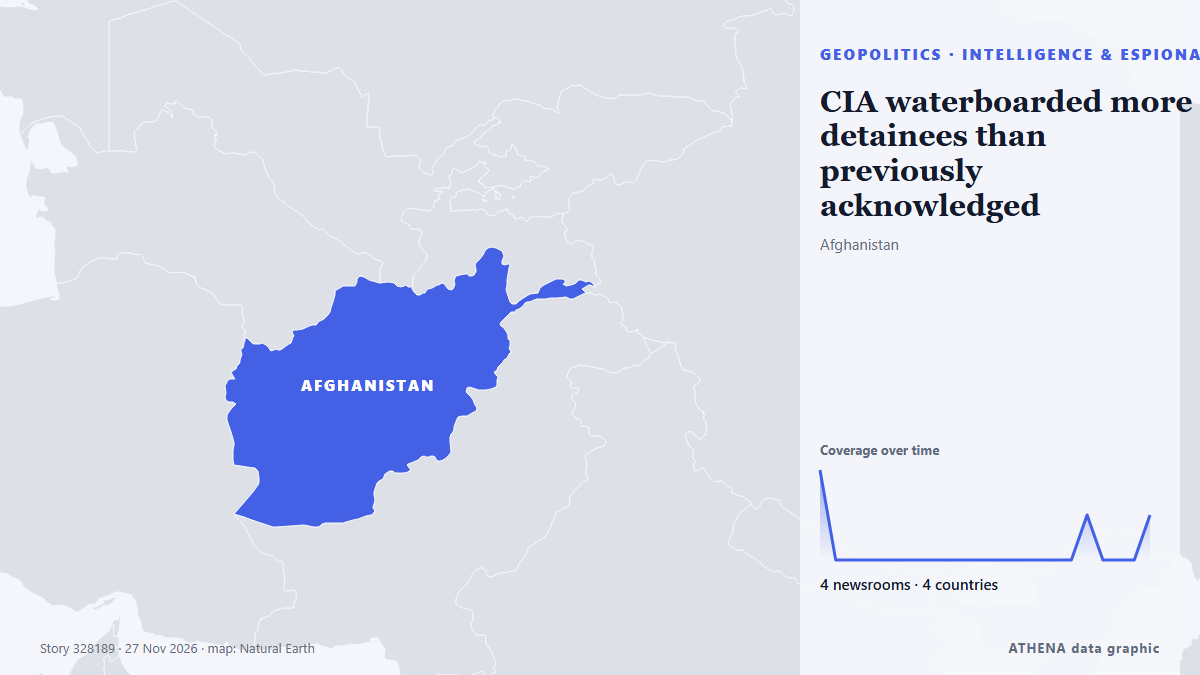 GEOPOLITICS · INTELLIGENCE & ESPIONA
CIA waterboarded more
detainees than
previously
acknowledged
Afghanistan
AFGHANISTAN
Coverage over time
4 newsrooms · 4 countries
Story 328189 · 27 Nov 2026 · map: Natural Earth
ATHENA data graphic